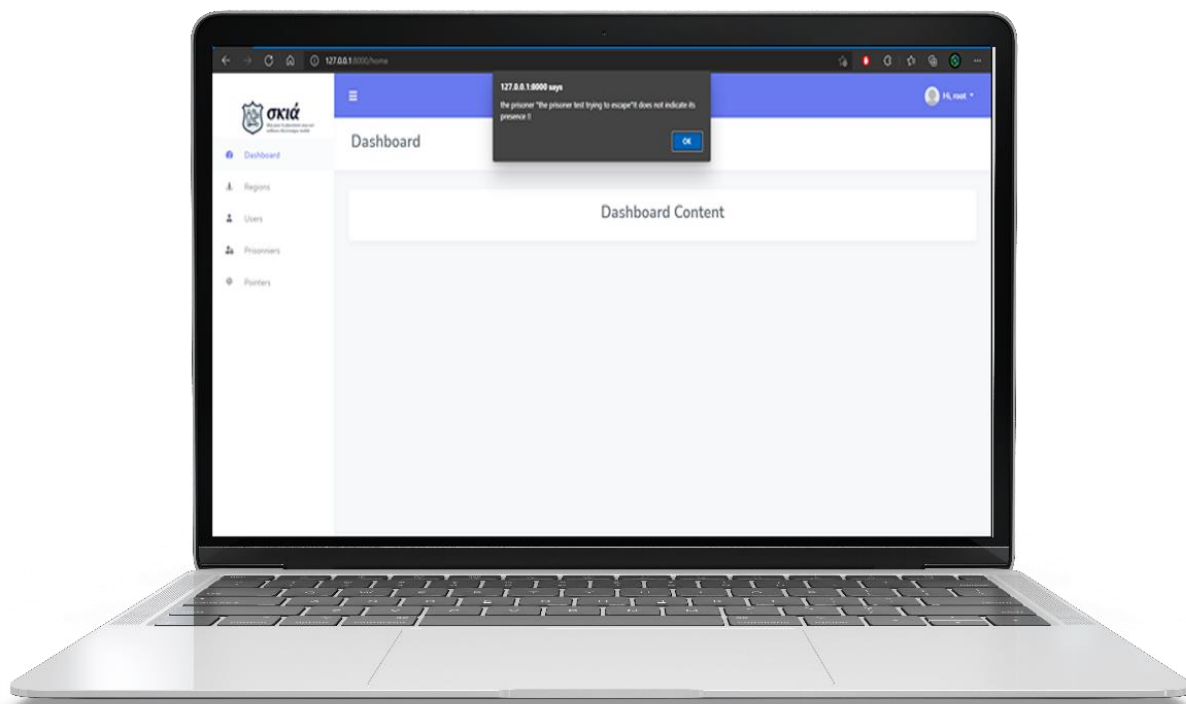 127.0.0.1:8000/home
127.0.0.1:8000 says
the prisoner "the prisoner test trying to escape"it does not indicate its
presence !!
OK
Hi, root
σκιά
Dashboard
Dashboard
Regions
Users
Prisonniers
Pointers
Dashboard Content